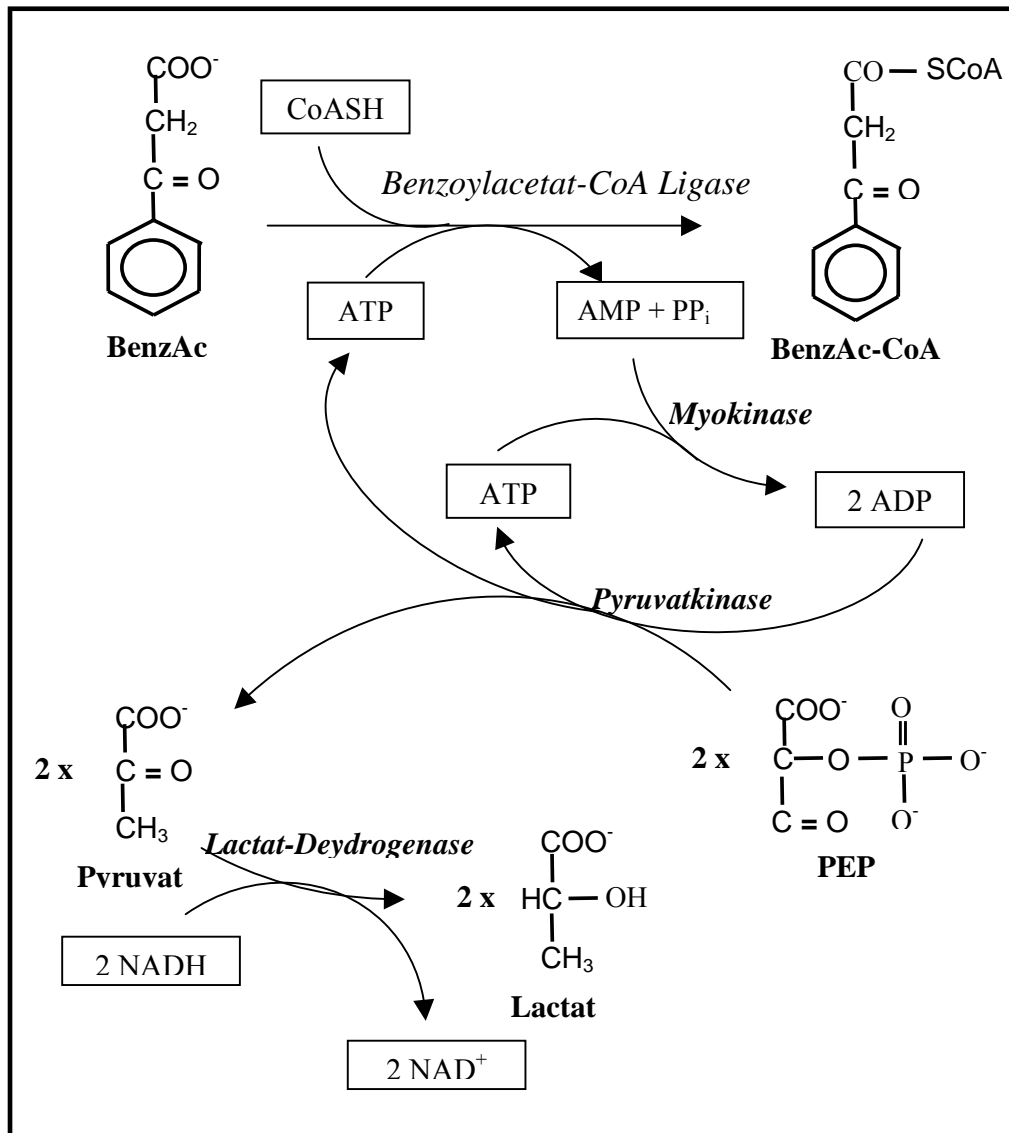 COO⁻
CH₂
C = O
BenzAc
CoASH
Benzoylacetat-CoA Ligase
ATP
AMP + PPᵢ
CO — SCoA
CH₂
C = O
BenzAc-CoA
Myokinase
ATP
2 ADP
Pyruvatkinase
2 x
COO⁻
C = O
CH₃
Pyruvat
2 x
COO⁻
C — O — P — O⁻
O
O⁻
C = O
PEP
Lactat-Deydrogenase
2 x
COO⁻
HC — OH
CH₃
Lactat
2 NADH
2 NAD⁺